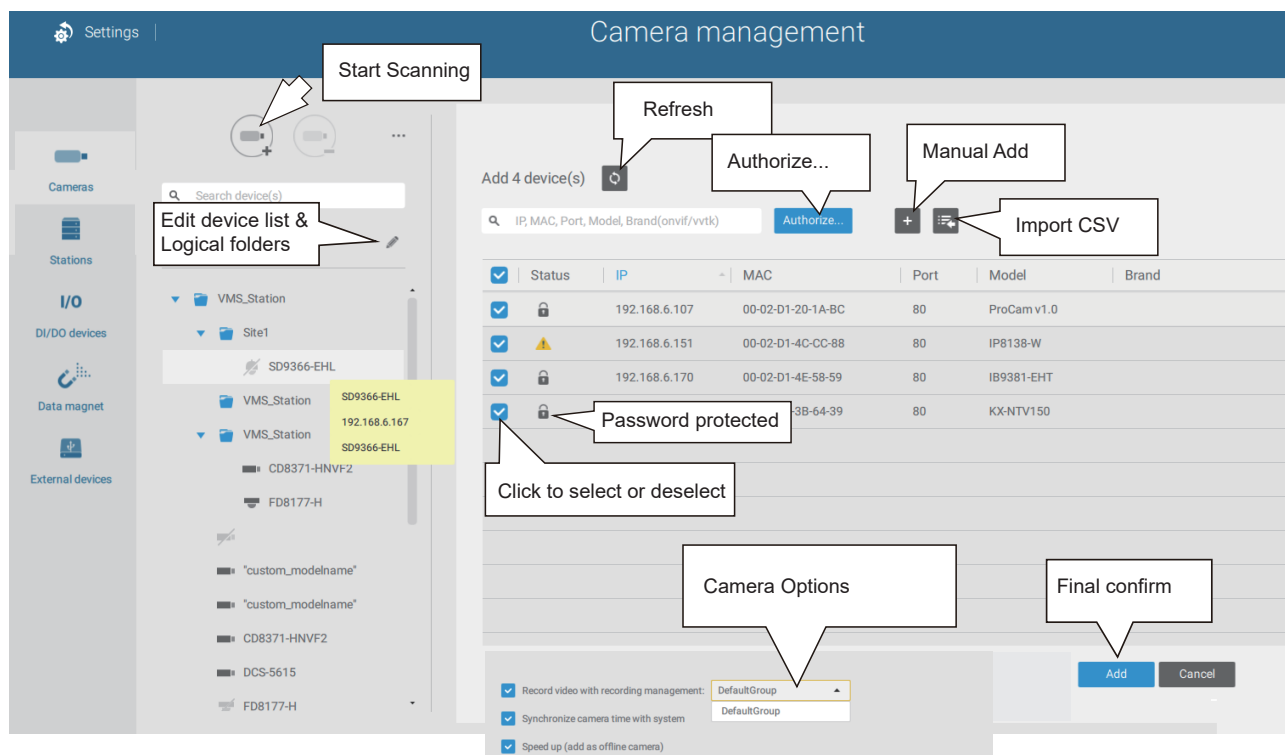 Settings
Camera management
Start Scanning
Refresh
Authorize...
Manual Add
Import CSV
Cameras
Stations
I/O
DI/DO devices
Data magnet
External devices
Search device(s)
Edit device list &
Logical folders
VMS_Station
Site1
SD9366-EHL
VMS_Station
VMS_Station
CD8371-HNVF2
FD8177-H
"custom_modelname"
"custom_modelname"
CD8371-HNVF2
DCS-5615
FD8177-H
SD9366-EHL
192.168.6.167
SD9366-EHL
Add 4 device(s)
IP, MAC, Port, Model, Brand(onvif/vvtk)
Authorize...
Status IP MAC Port Model Brand
192.168.6.107 00-02-D1-20-1A-BC 80 ProCam v1.0
192.168.6.151 00-02-D1-4C-CC-88 80 IP8138-W
192.168.6.170 00-02-D1-4E-58-59 80 IB9381-EHT
-3B-64-39 80 KX-NTV150
Password protected
Click to select or deselect
Camera Options
Final confirm
Add Cancel
Record video with recording management: DefaultGroup
DefaultGroup
Synchronize camera time with system
Speed up (add as offline camera)